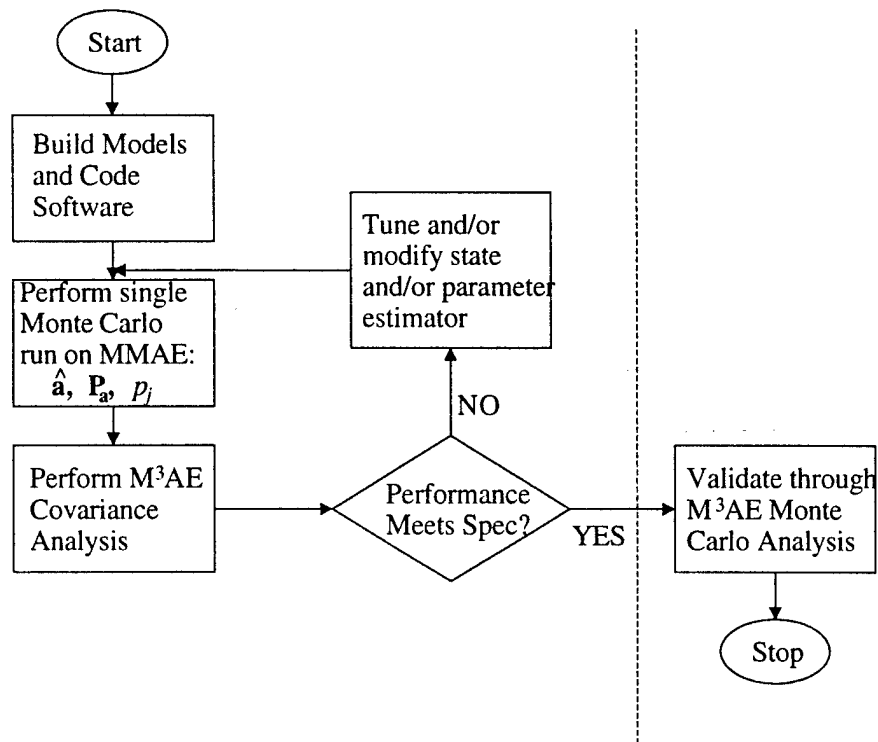 Start
Build Models
and Code
Software
Perform single
Monte Carlo
run on MMAE:
â, Pₐ, pⱼ
Perform M³AE
Covariance
Analysis
Tune and/or
modify state
and/or parameter
estimator
NO
Performance
Meets Spec?
YES
Validate through
M³AE Monte
Carlo Analysis
Stop